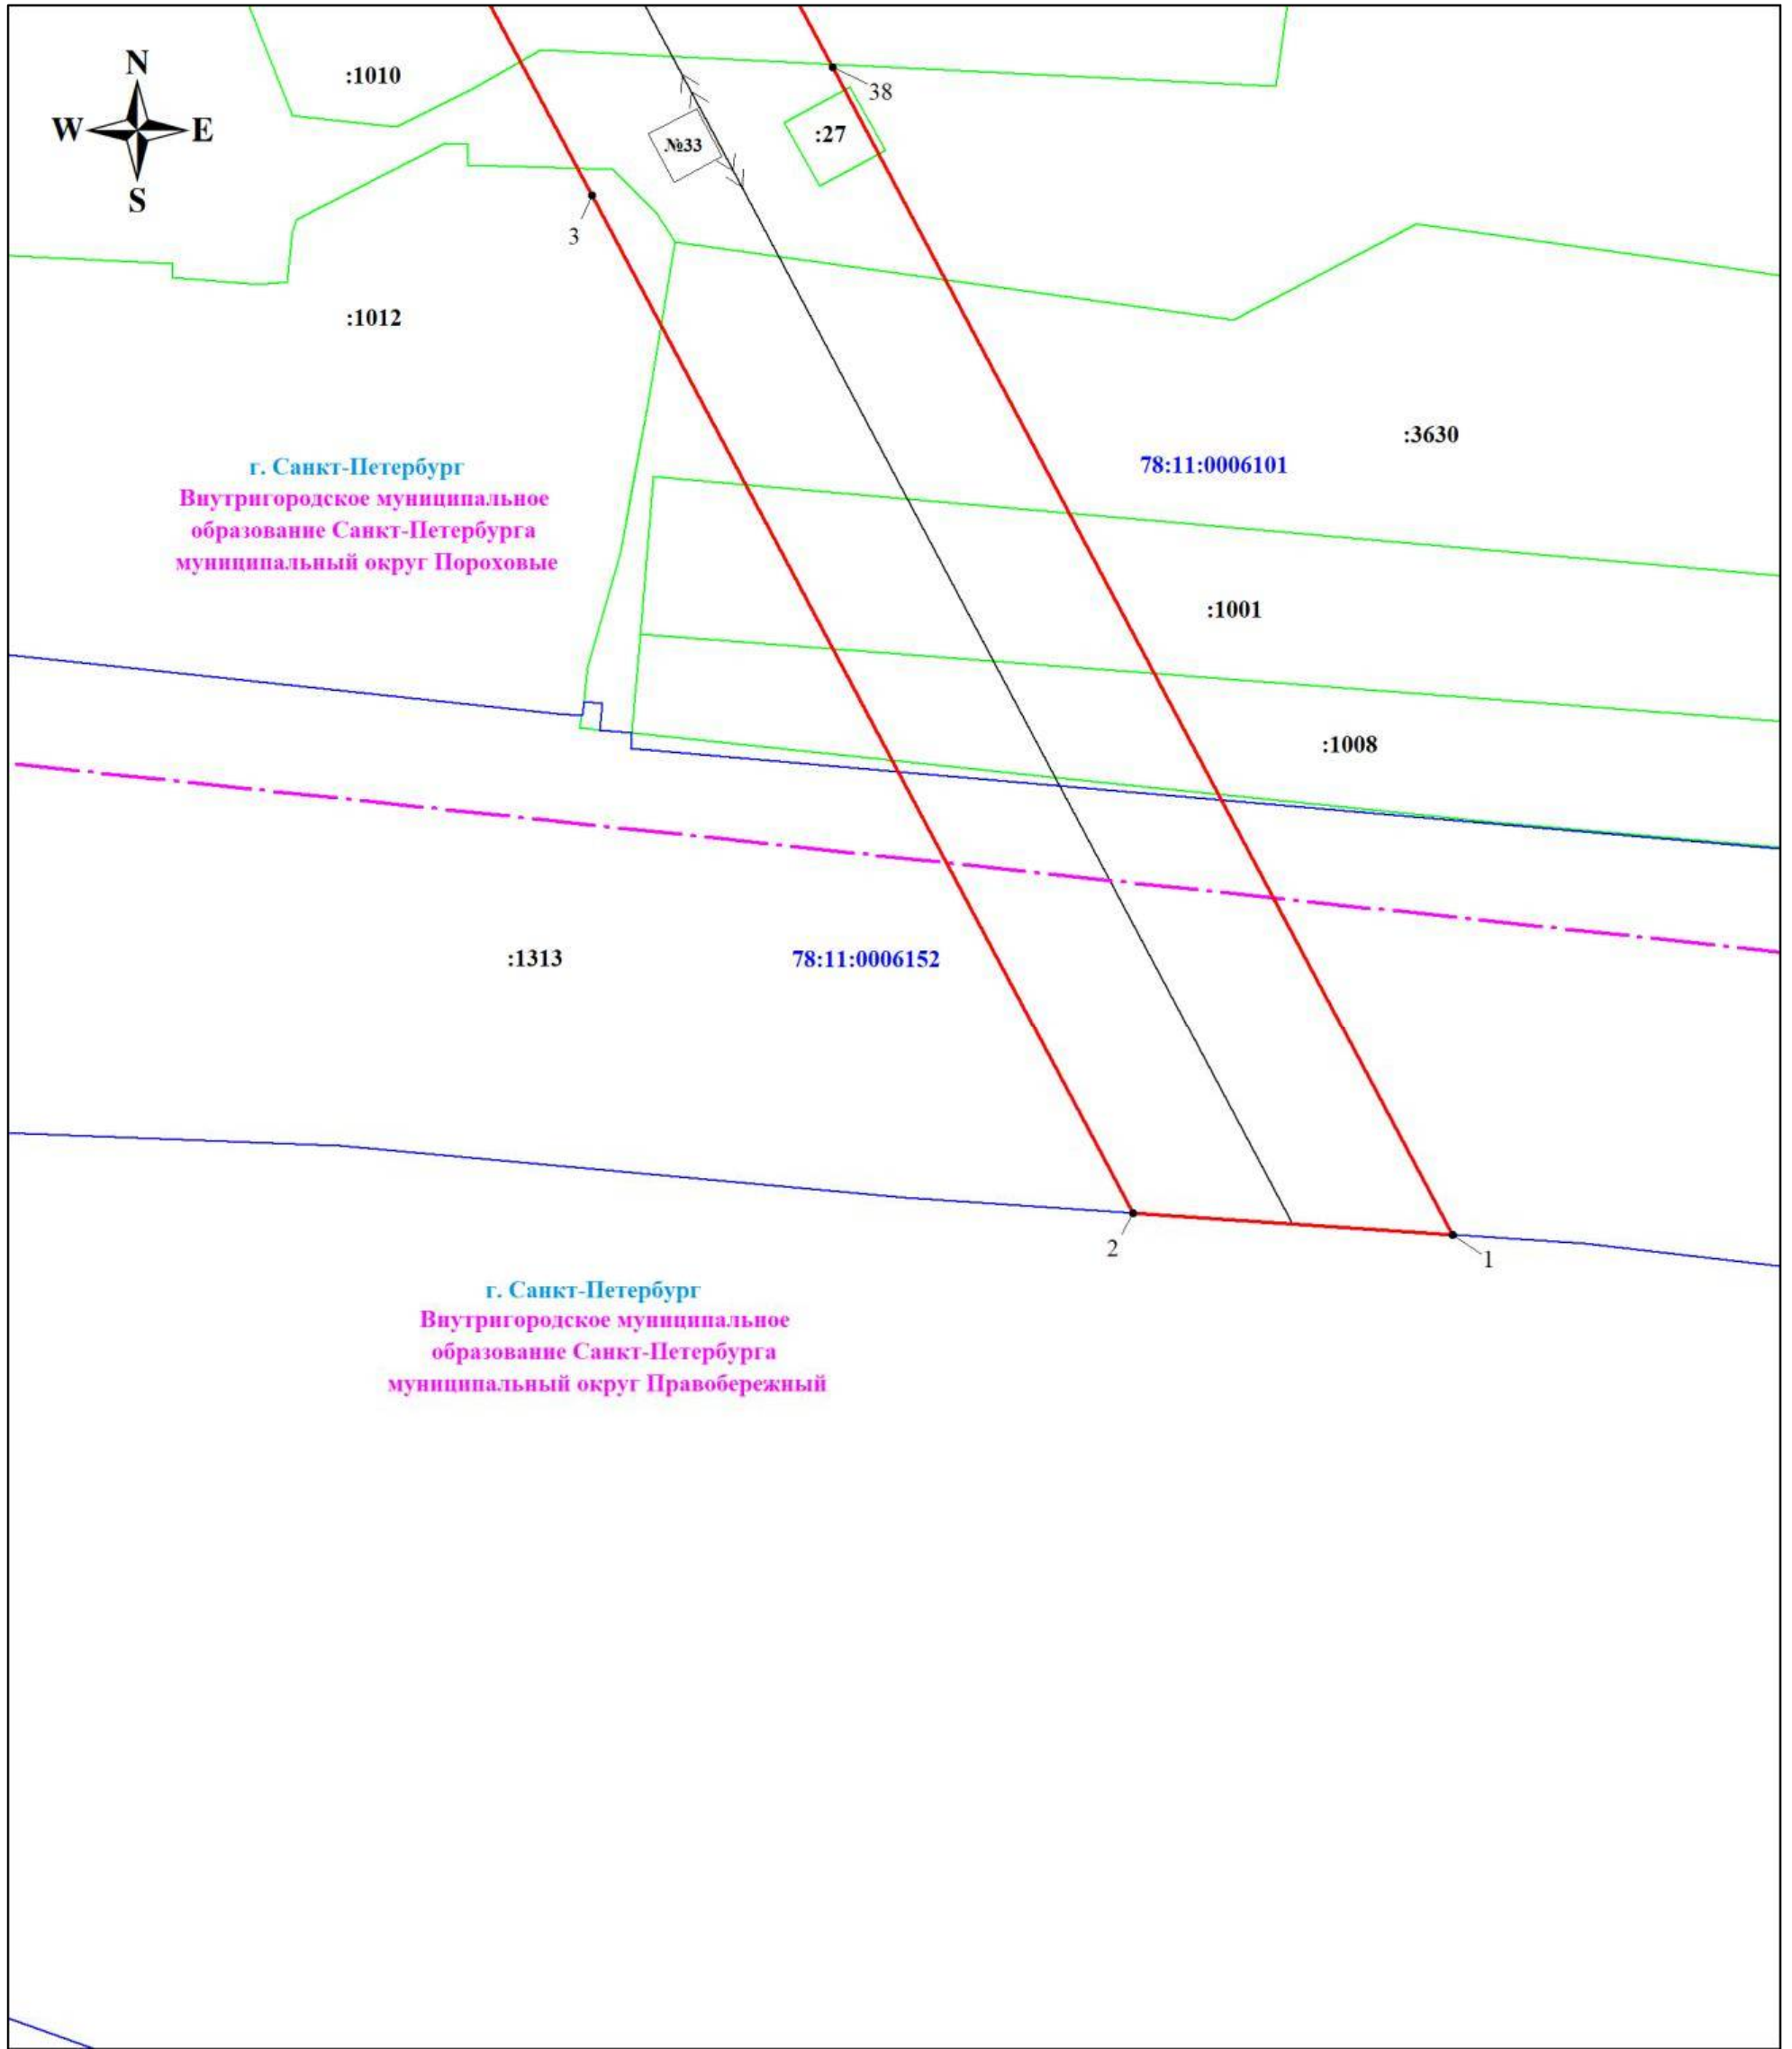 N
W E
S
:1010
38
:27
№33
3
:1012
:3630
78:11:0006101
г. Санкт-Петербург
Внутригородское муниципальное
образование Санкт-Петербурга
муниципальный округ Пороховые
:1001
:1008
:1313
78:11:0006152
2
1
г. Санкт-Петербург
Внутригородское муниципальное
образование Санкт-Петербурга
муниципальный округ Правобережный